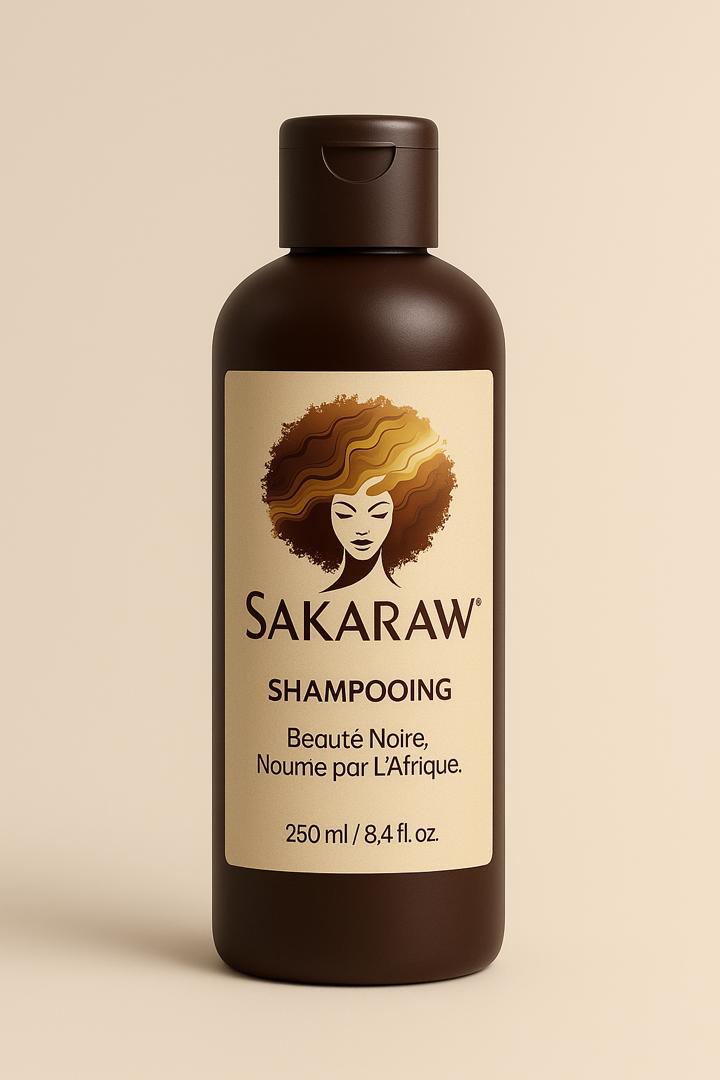 SAKARAW®
SHAMPOOING
Beauté Noire,
Noume par L'Afrique.
250 ml / 8,4 fl. oz.